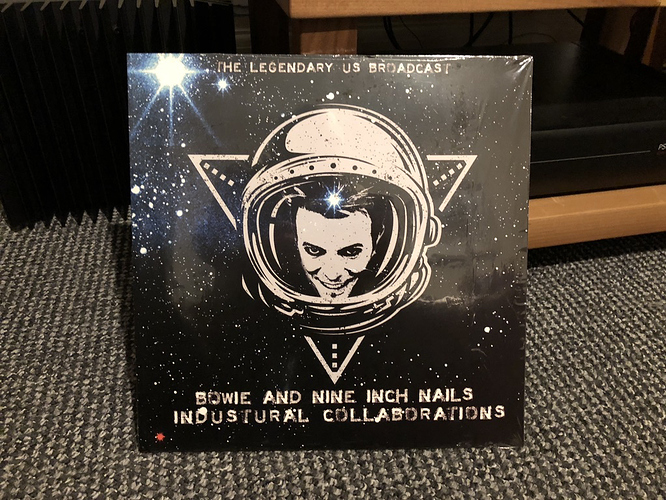 THE LEGENDARY US BROADCAST
BOWIE AND NINE INCH NAILS
INDUSTURAL COLLABORATIONS